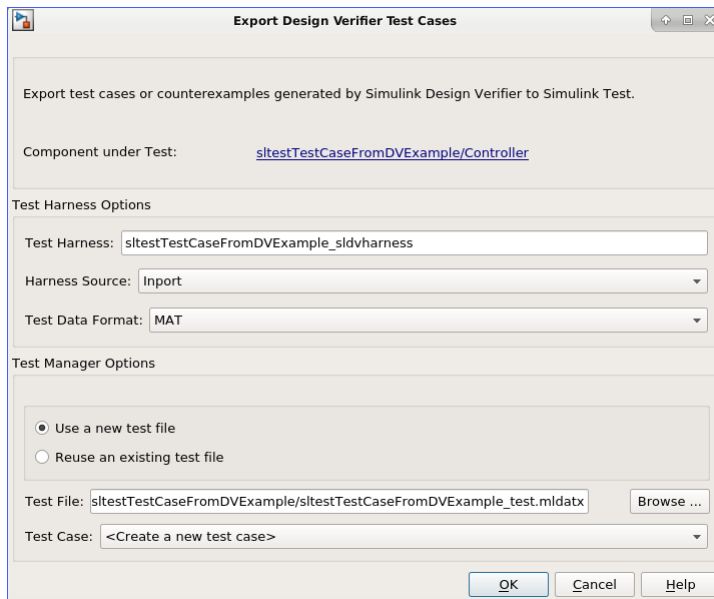 Export Design Verifier Test Cases
Export test cases or counterexamples generated by Simulink Design Verifier to Simulink Test.
Component under Test: sltestTestCaseFromDVExample/Controller
Test Harness Options
Test Harness: sltestTestCaseFromDVExample_sldvharness
Harness Source: Inport
Test Data Format: MAT
Test Manager Options
Use a new test file
Reuse an existing test file
Test File: sltestTestCaseFromDVExample/sltestTestCaseFromDVExample_test.mldatx Browse ...
Test Case: <Create a new test case>
OK Cancel Help